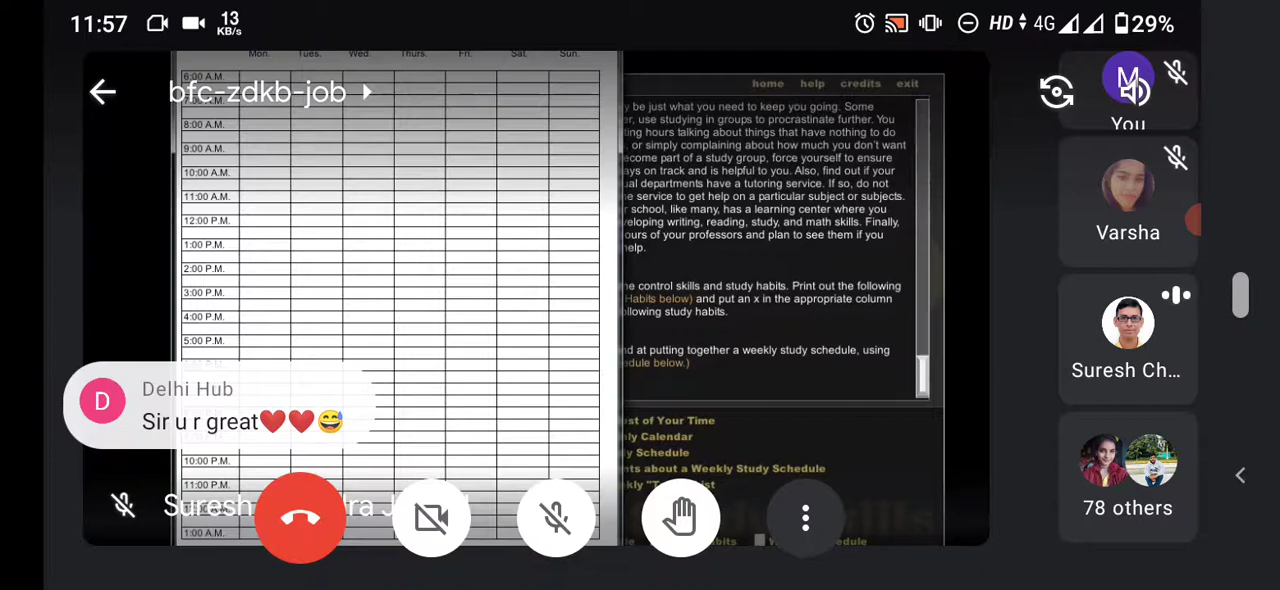 11:57
13
KB/s
HD
4G
29%
bfc-zdkb-job
Mon.
Tues.
Wed.
Thurs.
Fri.
Sat.
Sun.
6:00 A.M.
8:00 A.M.
9:00 A.M.
10:00 A.M.
11:00 A.M.
12:00 P.M.
1:00 P.M.
2:00 P.M.
3:00 P.M.
4:00 P.M.
5:00 P.M.
10:00 P.M.
11:00 P.M.
1:00 A.M.
home help credits exit
y be just what you need to keep you going. Some
er, use studying in groups to procrastinate further. You
ting hours talking about things that have nothing to do
, or simply complaining about how much you don't want
ecome part of a study group, force yourself to ensure
ays on track and is helpful to you. Also, find out if your
ual departments have a tutoring service. If so, do not
e service to get help on a particular subject or subjects.
r school, like many, has a learning center where you
veloping writing, reading, study, and math skills. Finally,
ours of your professors and plan to see them if you
help.
ne control skills and study habits. Print out the following
Habits below) and put an x in the appropriate column
ollowing study habits.
nd at putting together a weekly study schedule, using
edule below.)
st of Your Time
ly Calendar
y Schedule
nts about a Weekly Study Schedule
kly "To
ist
bits
W
edule
Delhi Hub
D
Sir u r great❤️❤️😅
Suresh
ra J
M
You
Varsha
Suresh Ch...
78 others